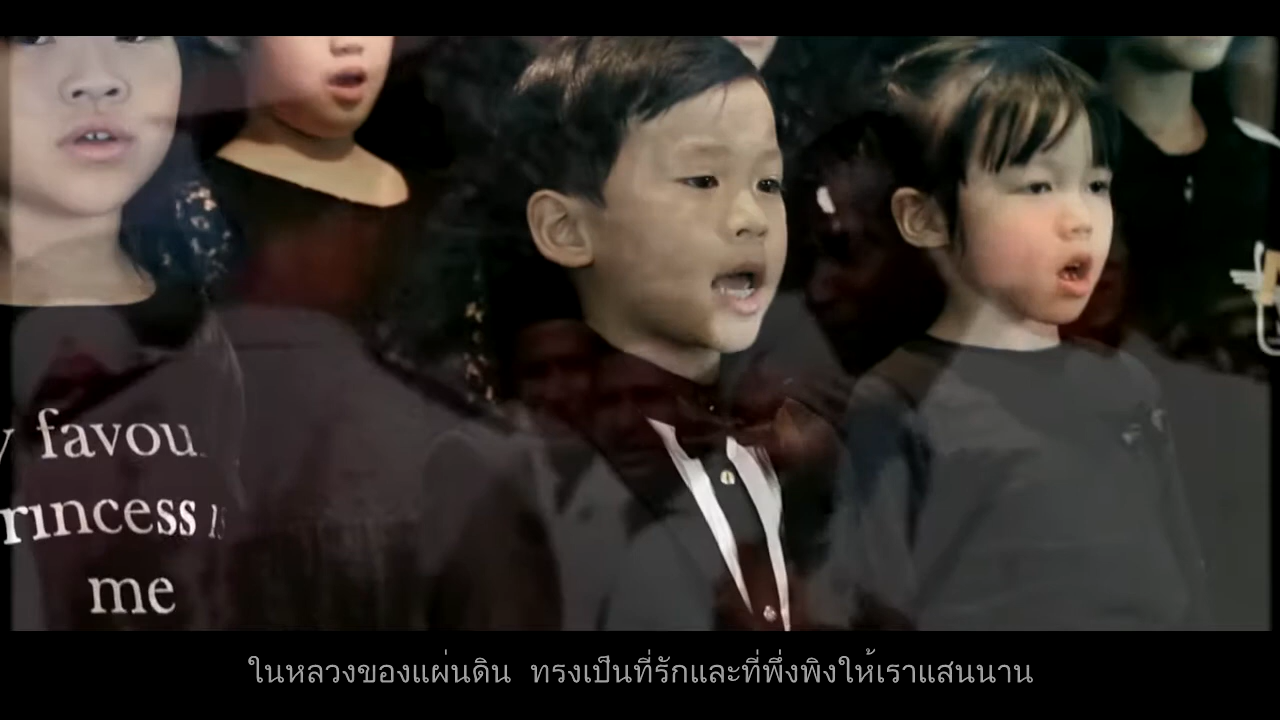 favou
rincess is
me
ในหลวงของแผ่นดิน ทรงเป็นที่รักและที่พึ่งพิงให้เราแสนนาน